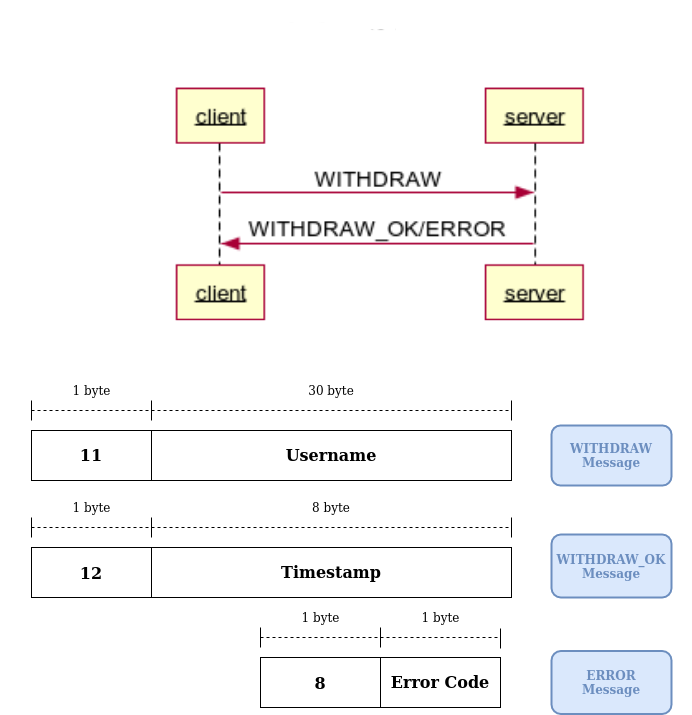 client
server
WITHDRAW
WITHDRAW_OK/ERROR
client
server
1 byte
30 byte
11
Username
WITHDRAW
Message
1 byte
8 byte
12
Timestamp
WITHDRAW_OK
Message
1 byte
1 byte
8
Error Code
ERROR
Message